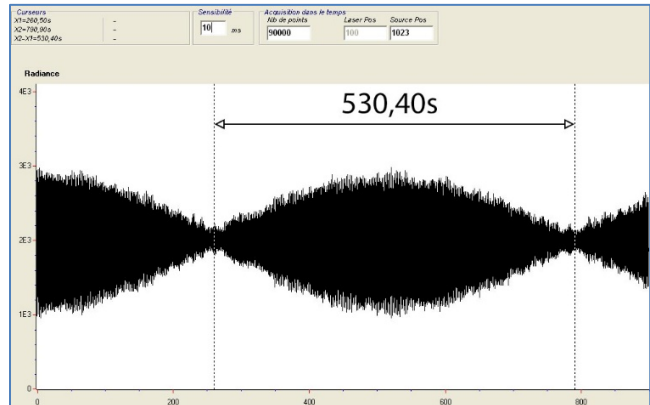 Curseurs
X1=260,50s -
X2=790,90s -
X2-X1=530,40s -
Sensibilité
10 ms
Acquisition dans le temps
Nb de points Laser Pos Source Pos
90000 100 1023
Radiance
4E3
530,40s
3E3
2E3
1E3
0
0 200 400 600 800